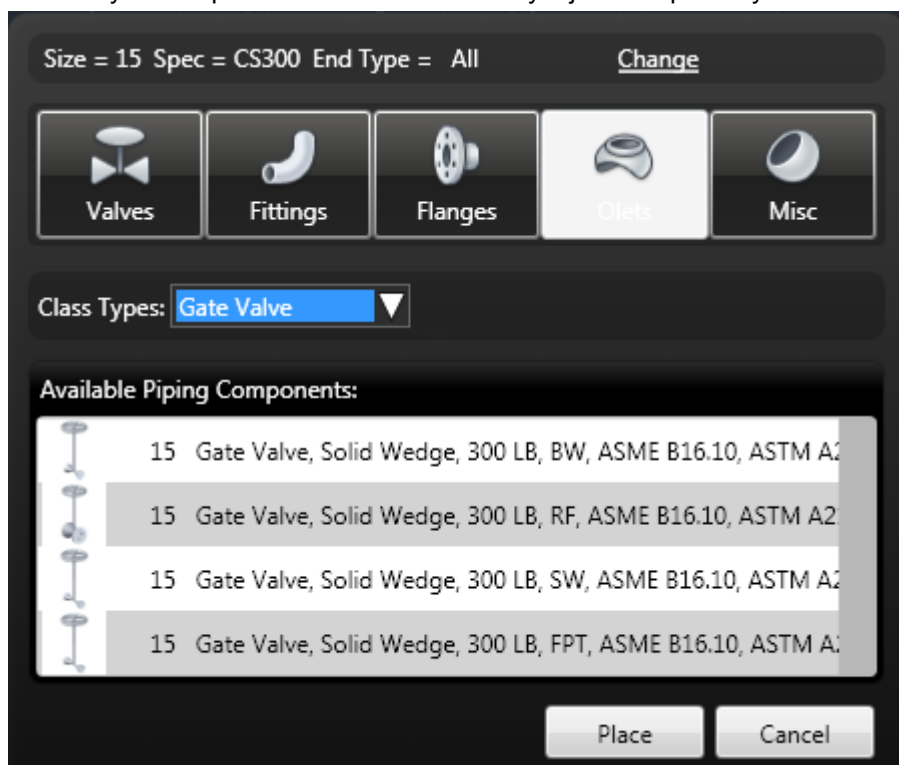 Size = 15 Spec = CS300 End Type = All Change
Valves Fittings Flanges Olets Misc
Class Types: Gate Valve
Available Piping Components:
15 Gate Valve, Solid Wedge, 300 LB, BW, ASME B16.10, ASTM
15 Gate Valve, Solid Wedge, 300 LB, RF, ASME B16.10, ASTM
15 Gate Valve, Solid Wedge, 300 LB, SW, ASME B16.10, ASTM
15 Gate Valve, Solid Wedge, 300 LB, FPT, ASME B16.10, ASTM
Place Cancel